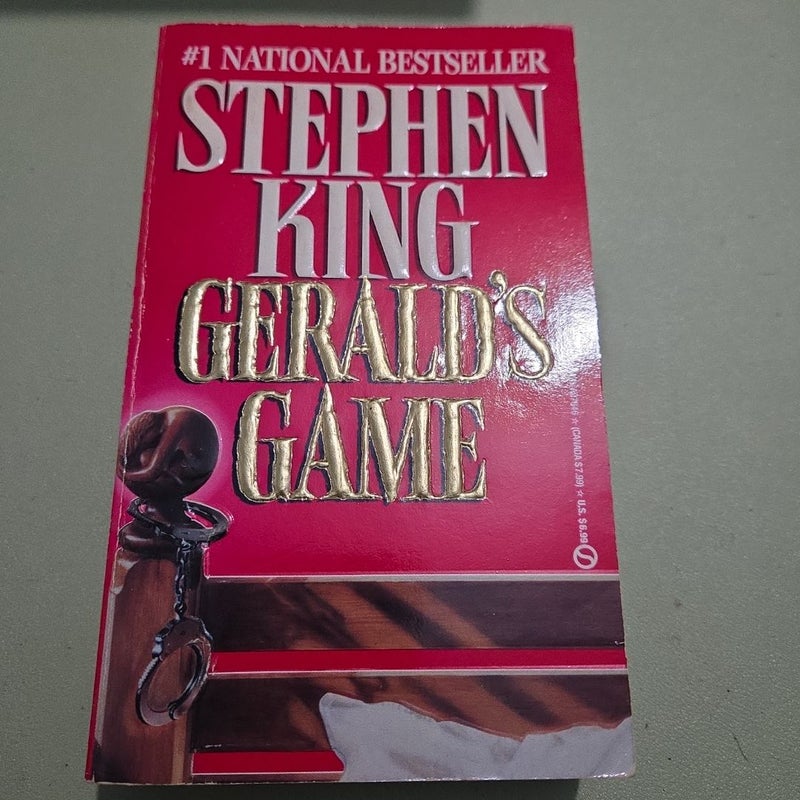 #1 NATIONAL BESTSELLER
STEPHEN
KING
GERALD'S
GAME
(CANADA $7.99) ★ U.S. $6.99